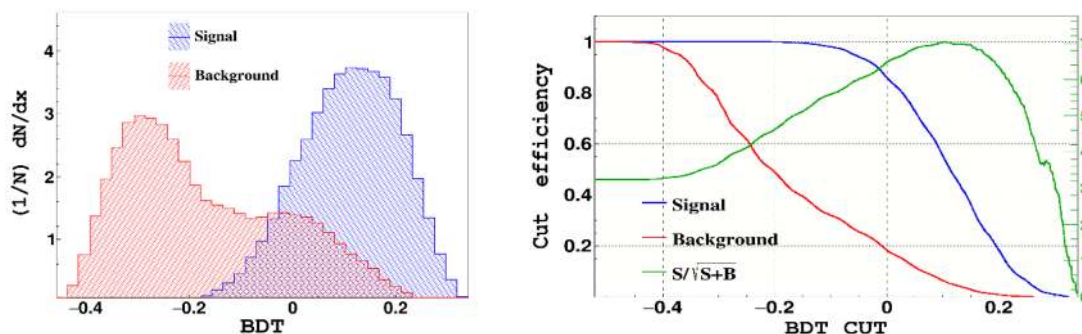 4
3
2
1
(1/N) dN/dx
Signal
Background
−0.4
−0.2
0
0.2
BDT
1
0.8
0.6
0.4
0.2
Cut efficiency
Signal
Background
S/√S+B
−0.4
−0.2
0
0.2
BDT CUT